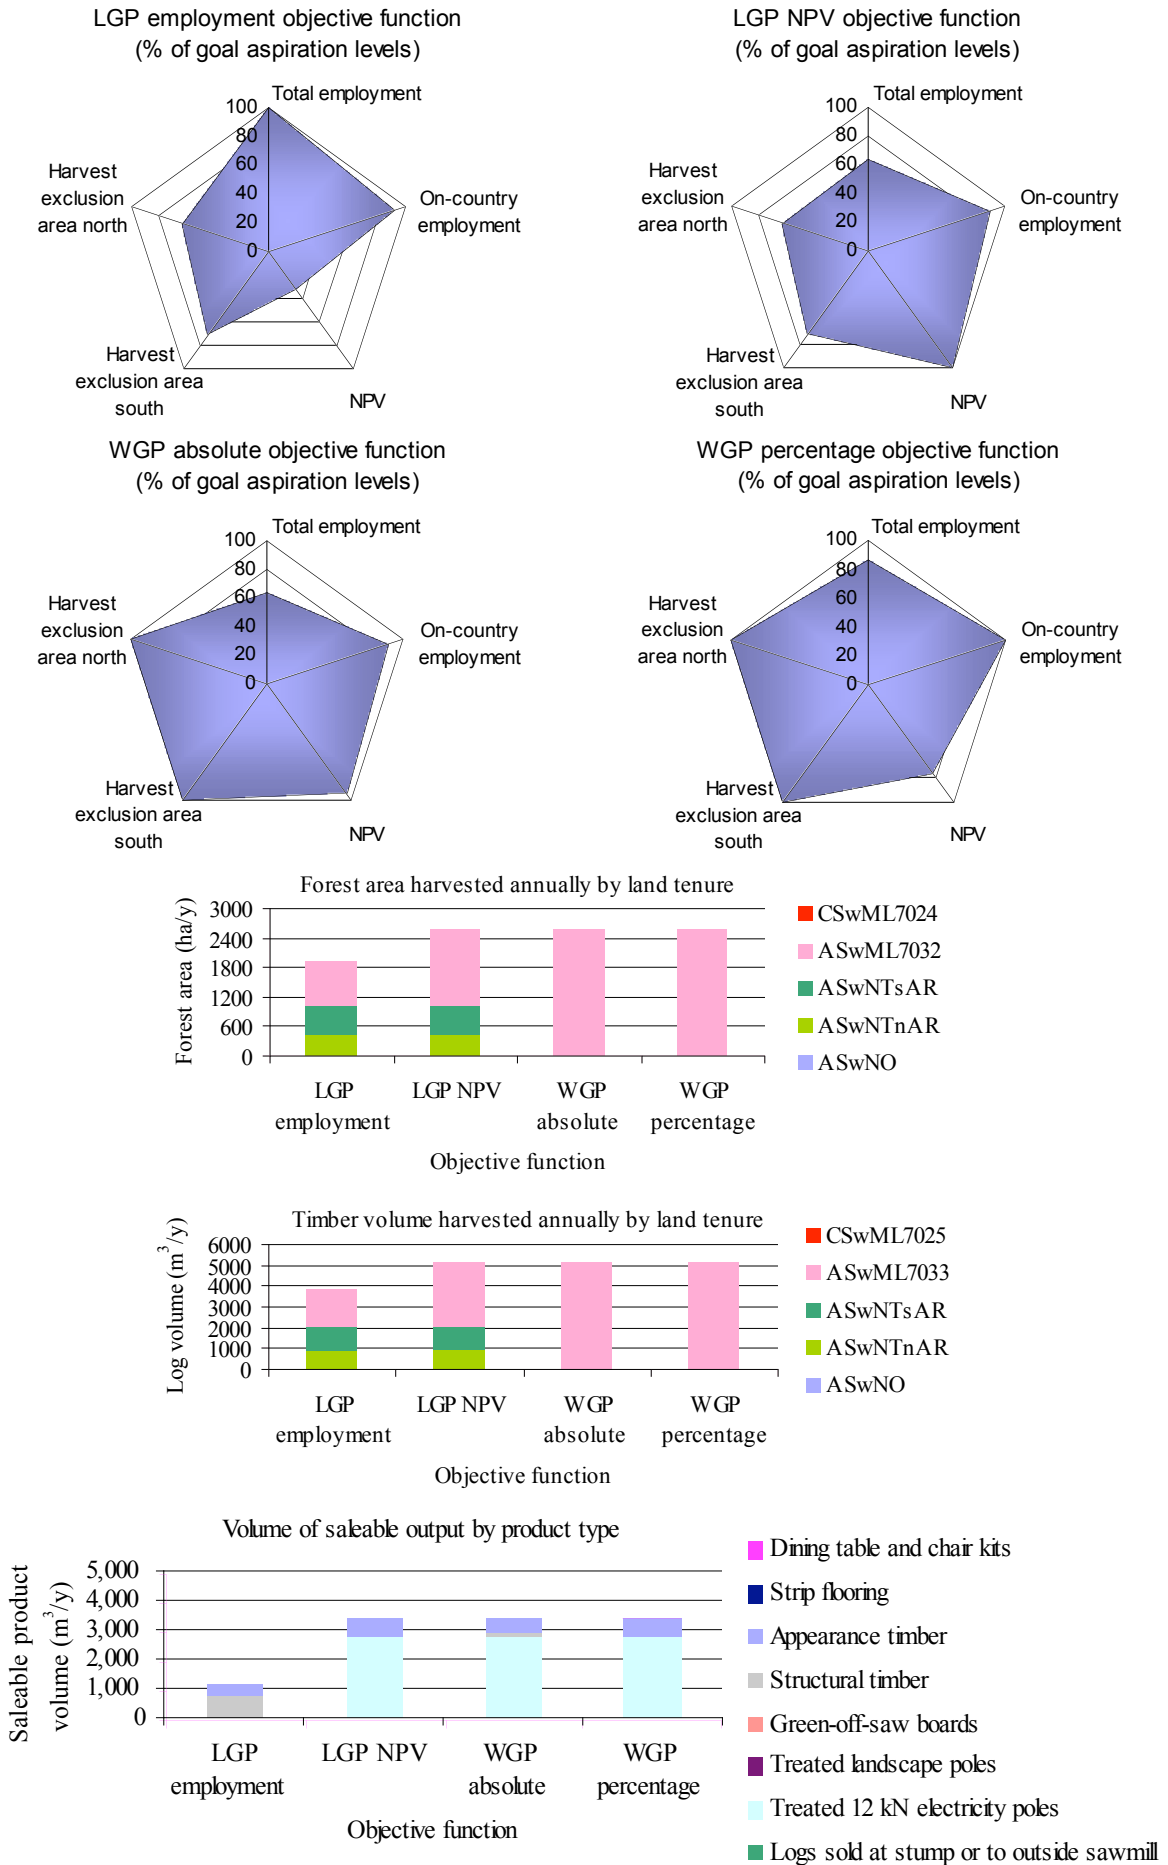 LGP employment objective function
(% of goal aspiration levels)
Total employment
100
80
60
40
20
0
Harvest
exclusion
area north
On-country
employment
Harvest
exclusion area
south
NPV
LGP NPV objective function
(% of goal aspiration levels)
Total employment
100
80
60
40
20
0
Harvest
exclusion
area north
On-country
employment
Harvest
exclusion area
south
NPV
WGP absolute objective function
(% of goal aspiration levels)
Total employment
100
80
60
40
20
0
Harvest
exclusion
area north
On-country
employment
Harvest
exclusion area
south
NPV
WGP percentage objective function
(% of goal aspiration levels)
Total employment
100
80
60
40
20
0
Harvest
exclusion
area north
On-country
employment
Harvest
exclusion area
south
NPV
Forest area harvested annually by land tenure
Forest area (ha/y)
3000
2400
1800
1200
600
0
LGP
employment
LGP NPV
WGP
absolute
WGP
percentage
Objective function
CSwML7024
ASwML7032
ASwNTsAR
ASwNTnAR
ASwNO
Timber volume harvested annually by land tenure
Log volume (m³/y)
6000
5000
4000
3000
2000
1000
0
LGP
employment
LGP NPV
WGP
absolute
WGP
percentage
Objective function
CSwML7025
ASwML7033
ASwNTsAR
ASwNTnAR
ASwNO
Volume of saleable output by product type
Saleable product
volume (m³/y)
5,000
4,000
3,000
2,000
1,000
0
LGP
employment
LGP NPV
WGP
absolute
WGP
percentage
Objective function
Dining table and chair kits
Strip flooring
Appearance timber
Structural timber
Green-off-saw boards
Treated landscape poles
Treated 12 kN electricity poles
Logs sold at stump or to outside sawmill